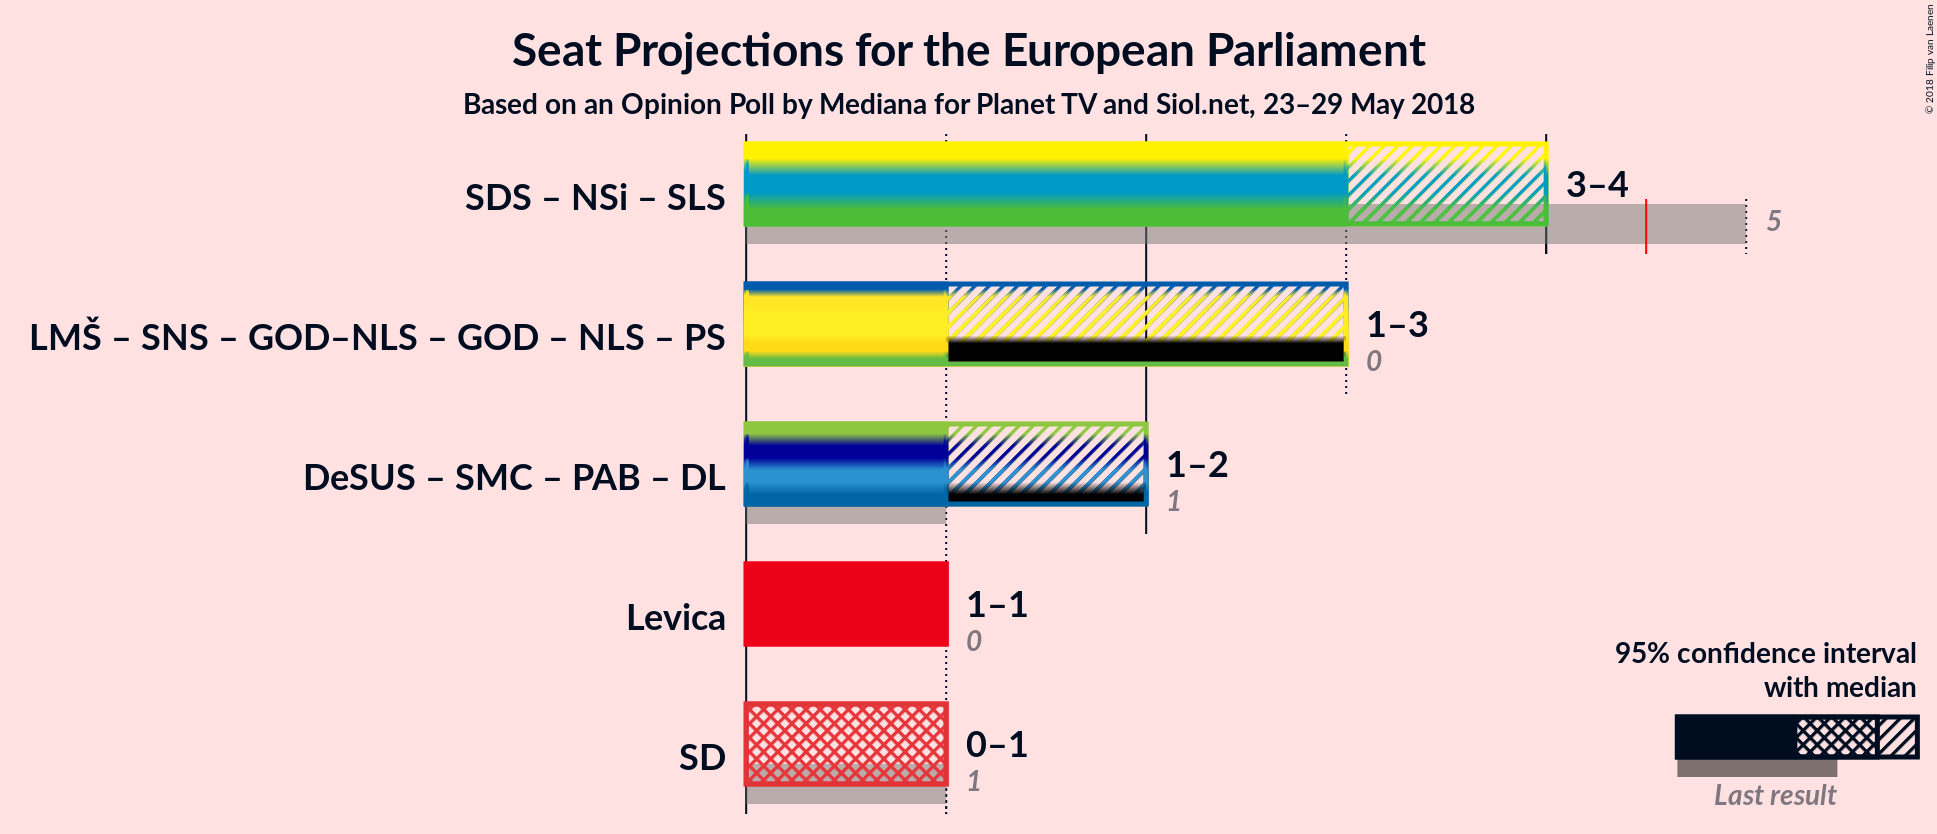 Seat Projections for the European Parliament
Based on an Opinion Poll by Mediana for Planet TV and Siol.net, 23–29 May 2018
© 2018 Filip van Laenen
SDS – NSi – SLS
3–4
5
LMŠ – SNS – GOD–NLS – GOD – NLS – PS
1–3
0
DeSUS – SMC – PAB – DL
1–2
1
Levica
1–1
0
SD
0–1
1
95% confidence interval
with median
Last result